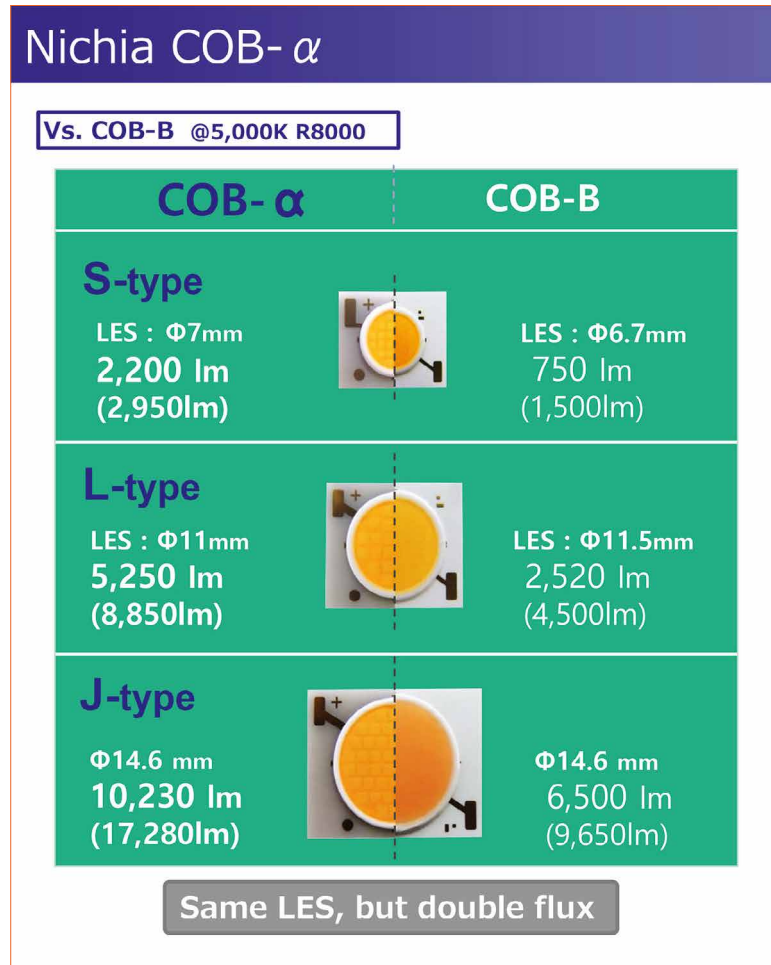 Nichia COB-α
Vs. COB-B @5,000K R8000
COB-α COB-B
S-type
LES : Φ7mm
2,200 lm
(2,950lm)
LES : Φ6.7mm
750 lm
(1,500lm)
L-type
LES : Φ11mm
5,250 lm
(8,850lm)
LES : Φ11.5mm
2,520 lm
(4,500lm)
J-type
Φ14.6 mm
10,230 lm
(17,280lm)
Φ14.6 mm
6,500 lm
(9,650lm)
Same LES, but double flux